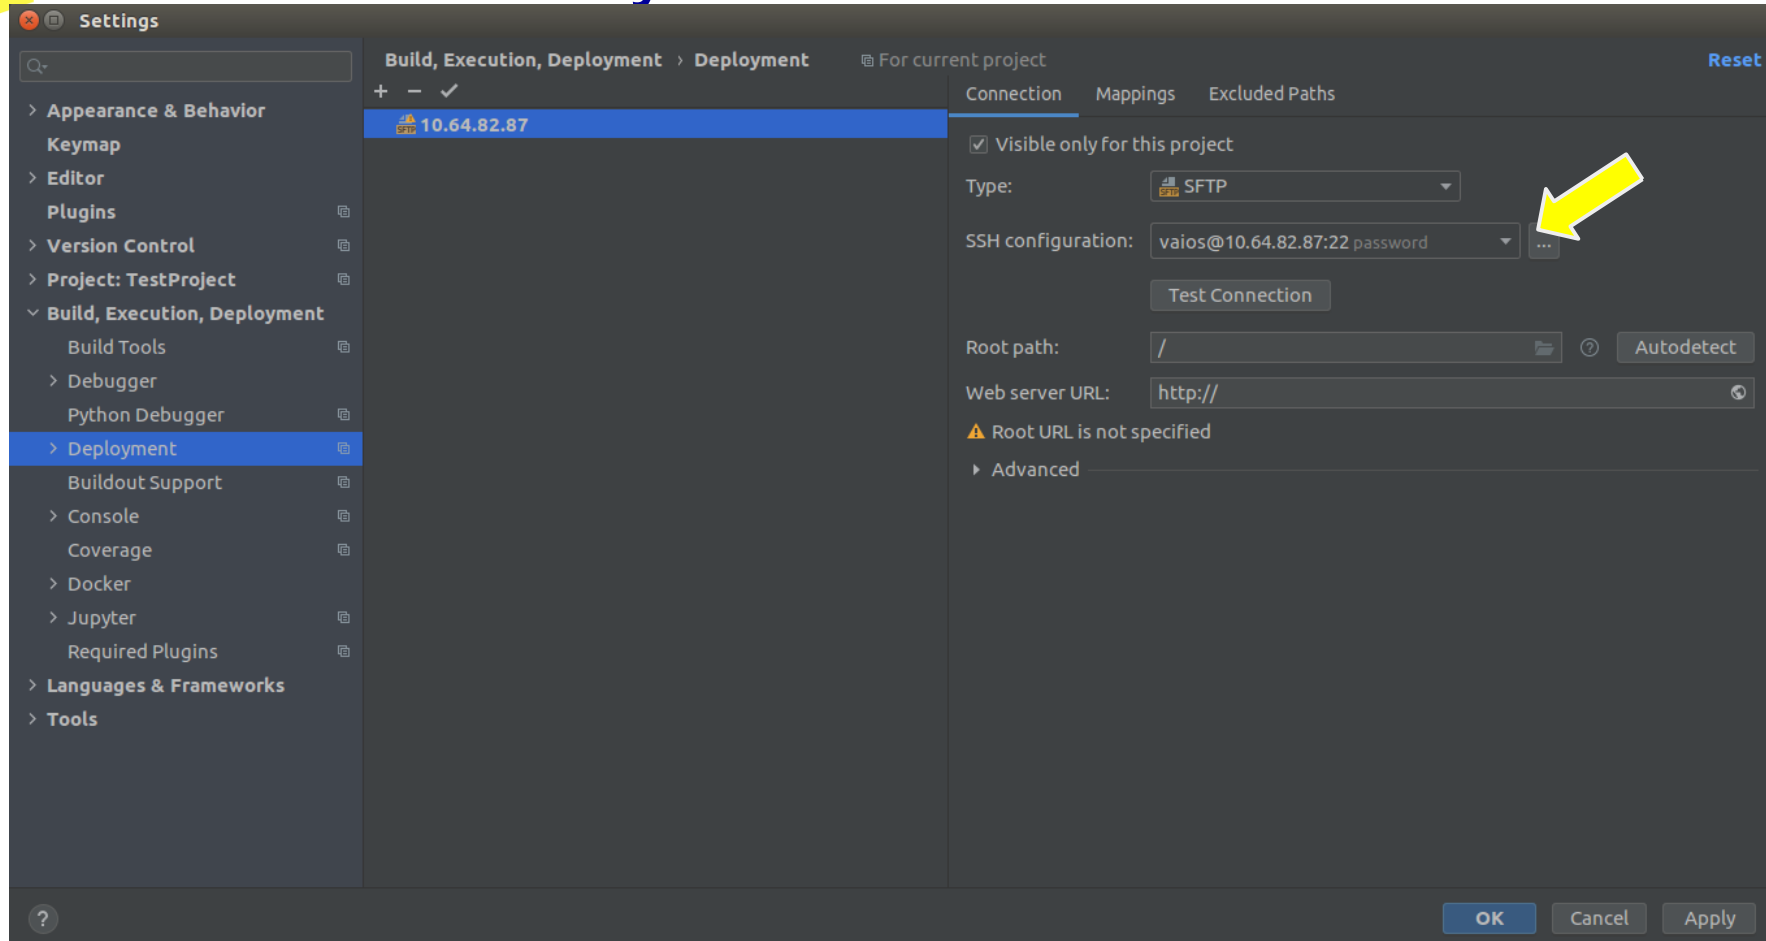 Settings
Build, Execution, Deployment › Deployment For current project Reset
Appearance & Behavior
Keymap
Editor
Plugins
Version Control
Project: TestProject
Build, Execution, Deployment
Build Tools
Debugger
Python Debugger
Deployment
Buildout Support
Console
Coverage
Docker
Jupyter
Required Plugins
Languages & Frameworks
Tools
10.64.82.87
Connection Mappings Excluded Paths
Visible only for this project
Type: SFTP
SSH configuration: vaios@10.64.82.87:22 password ...
Test Connection
Root path: / ? Autodetect
Web server URL: http://
Root URL is not specified
Advanced
? OK Cancel Apply